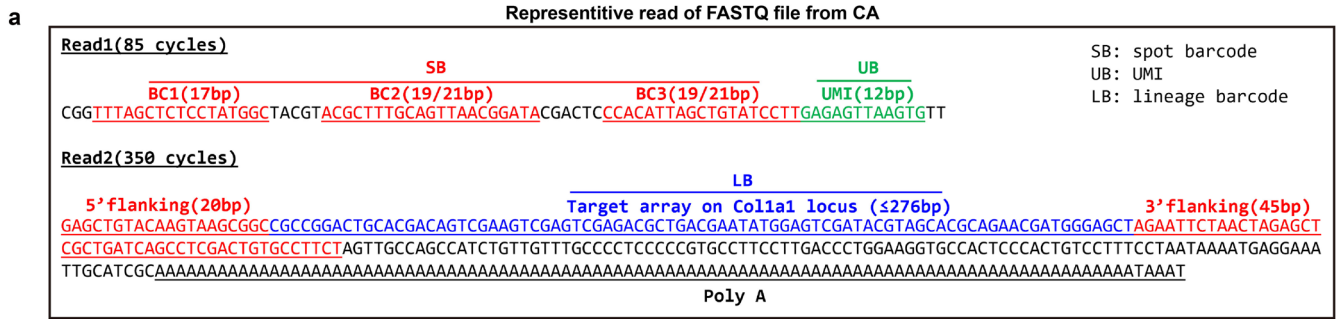 a
Representitive read of FASTQ file from CA
Read1(85 cycles)
SB
UB
BC1(17bp) BC2(19/21bp) BC3(19/21bp) UMI(12bp)
CGGTTTAGCTCTCCTATGGCTACGTACGCTTTGCAGTTAACGGATACGACTCCCACATTAGCTGTATCCTTGAGAGTTAAGTGTT
SB: spot barcode
UB: UMI
LB: lineage barcode
Read2(350 cycles)
LB
5'flanking(20bp) Target array on Col1a1 locus (≤276bp) 3'flanking(45bp)
GAGCTGTACAAGTAAGCGGCCGCCGGACTGCACGACAGTCGAAGTCGAGTCGAGACGCTGACGAATATGGAGTCGATACGTAGCACGCAGAACGATGGGAGCTAGAATTCTAACTAGAGCT
CGCTGATCAGCCTCGACTGTGCCTTCTAGTTGCCAGCCATCTGTTGTTTGCCCCTCCCCCGTGCCTTCCTTGACCCTGGAAGGTGCCACTCCCACTGTCCTTTCCTAATAAAATGAGGAAA
TTGCATCGCAAAAAAAAAAAAAAAAAAAAAAAAAAAAAAAAAAAAAAAAAAAAAAAAAAAAAAAAAAAAAAAAAAAAAAAAAAAAAAAAAAAAAAAAAAAAAAATAAAT
Poly A